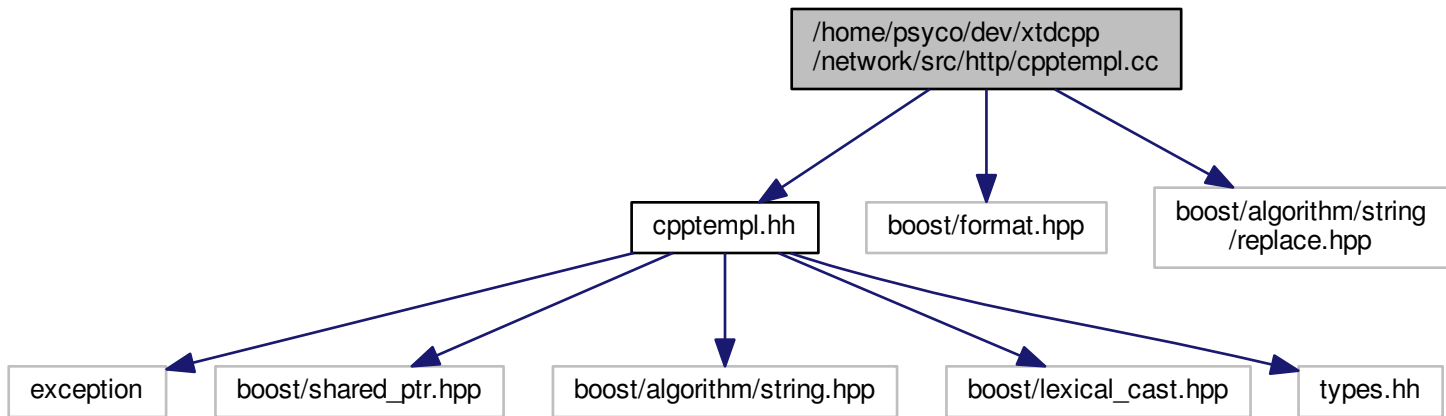 /home/psyco/dev/xtdcpp
/network/src/http/cpptempl.cc
cpptempl.hh
boost/format.hpp
boost/algorithm/string
/replace.hpp
exception
boost/shared_ptr.hpp
boost/algorithm/string.hpp
boost/lexical_cast.hpp
types.hh